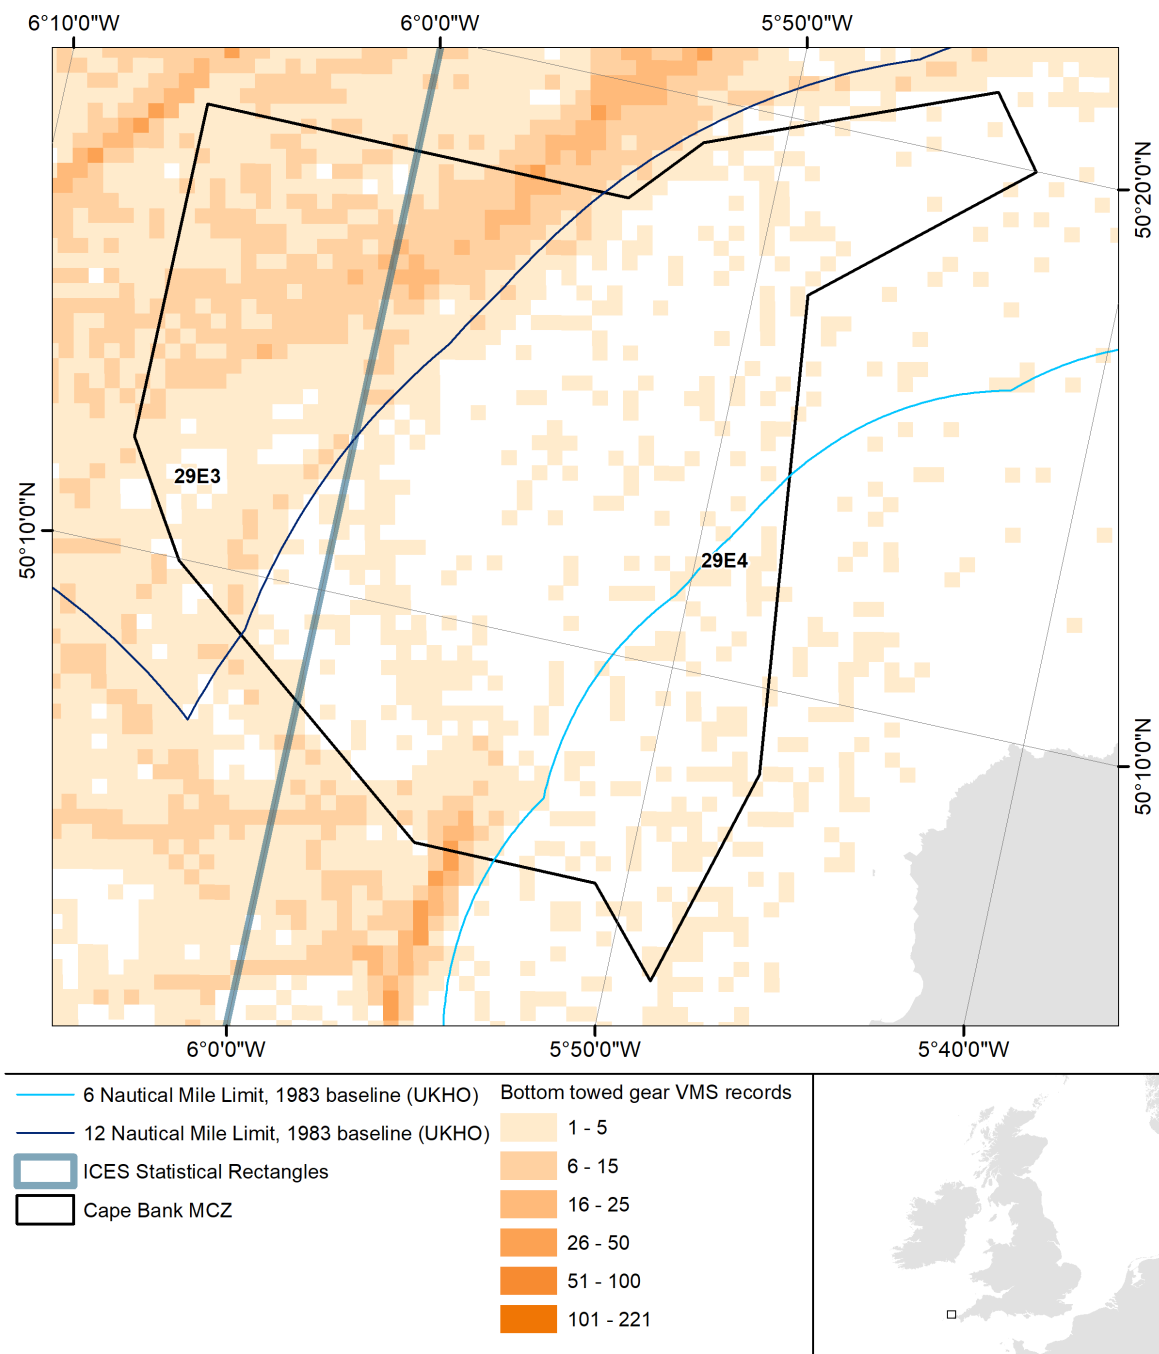 6°10'0"W 6°0'0"W 5°50'0"W
50°20'0"N
29E3
50°10'0"N
29E4
50°10'0"N
6°0'0"W 5°50'0"W 5°40'0"W
6 Nautical Mile Limit, 1983 baseline (UKHO)
12 Nautical Mile Limit, 1983 baseline (UKHO)
ICES Statistical Rectangles
Cape Bank MCZ
Bottom towed gear VMS records
1 - 5
6 - 15
16 - 25
26 - 50
51 - 100
101 - 221